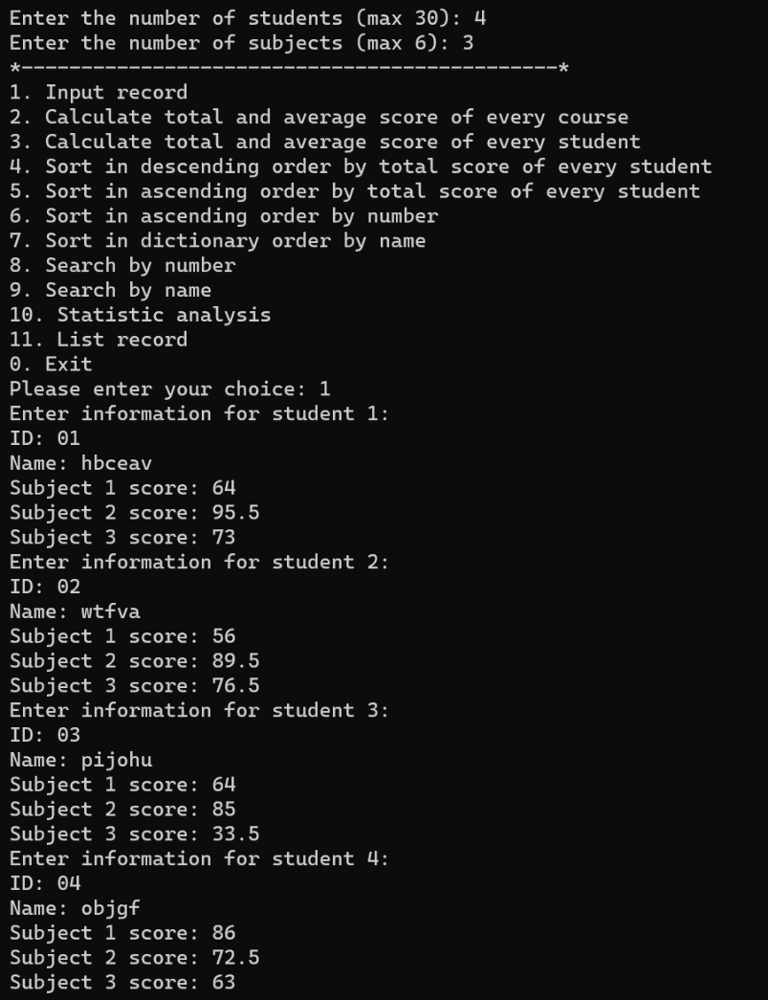 Enter the number of students (max 30): 4
Enter the number of subjects (max 6): 3
*---------------------------------------------*
1. Input record
2. Calculate total and average score of every course
3. Calculate total and average score of every student
4. Sort in descending order by total score of every student
5. Sort in ascending order by total score of every student
6. Sort in ascending order by number
7. Sort in dictionary order by name
8. Search by number
9. Search by name
10. Statistic analysis
11. List record
0. Exit
Please enter your choice: 1
Enter information for student 1:
ID: 01
Name: hbceav
Subject 1 score: 64
Subject 2 score: 95.5
Subject 3 score: 73
Enter information for student 2:
ID: 02
Name: wtfva
Subject 1 score: 56
Subject 2 score: 89.5
Subject 3 score: 76.5
Enter information for student 3:
ID: 03
Name: pijohu
Subject 1 score: 64
Subject 2 score: 85
Subject 3 score: 33.5
Enter information for student 4:
ID: 04
Name: objgf
Subject 1 score: 86
Subject 2 score: 72.5
Subject 3 score: 63